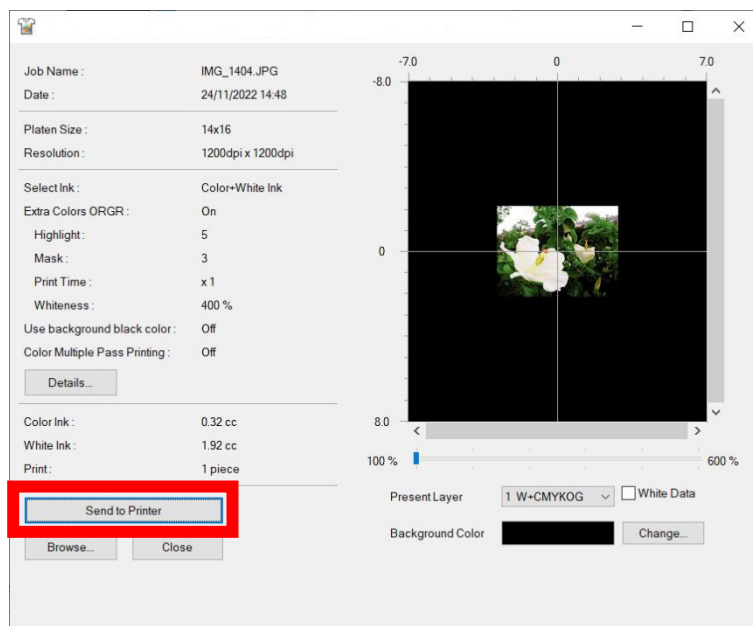 Job Name : IMG_1404.JPG
Date : 24/11/2022 14:48
Platen Size : 14x16
Resolution : 1200dpi x 1200dpi
Select Ink : Color+White Ink
Extra Colors ORGR : On
Highlight : 5
Mask : 3
Print Time : x 1
Whiteness : 400 %
Use background black color : Off
Color Multiple Pass Printing : Off
Details...
Color Ink : 0.32 cc
White Ink : 1.92 cc
Print : 1 piece
Send to Printer
Browse... Close
-7.0 0 7.0
-8.0
0
8.0
100 % 600 %
Present Layer 1 W+CMYKOG White Data
Background Color Change...